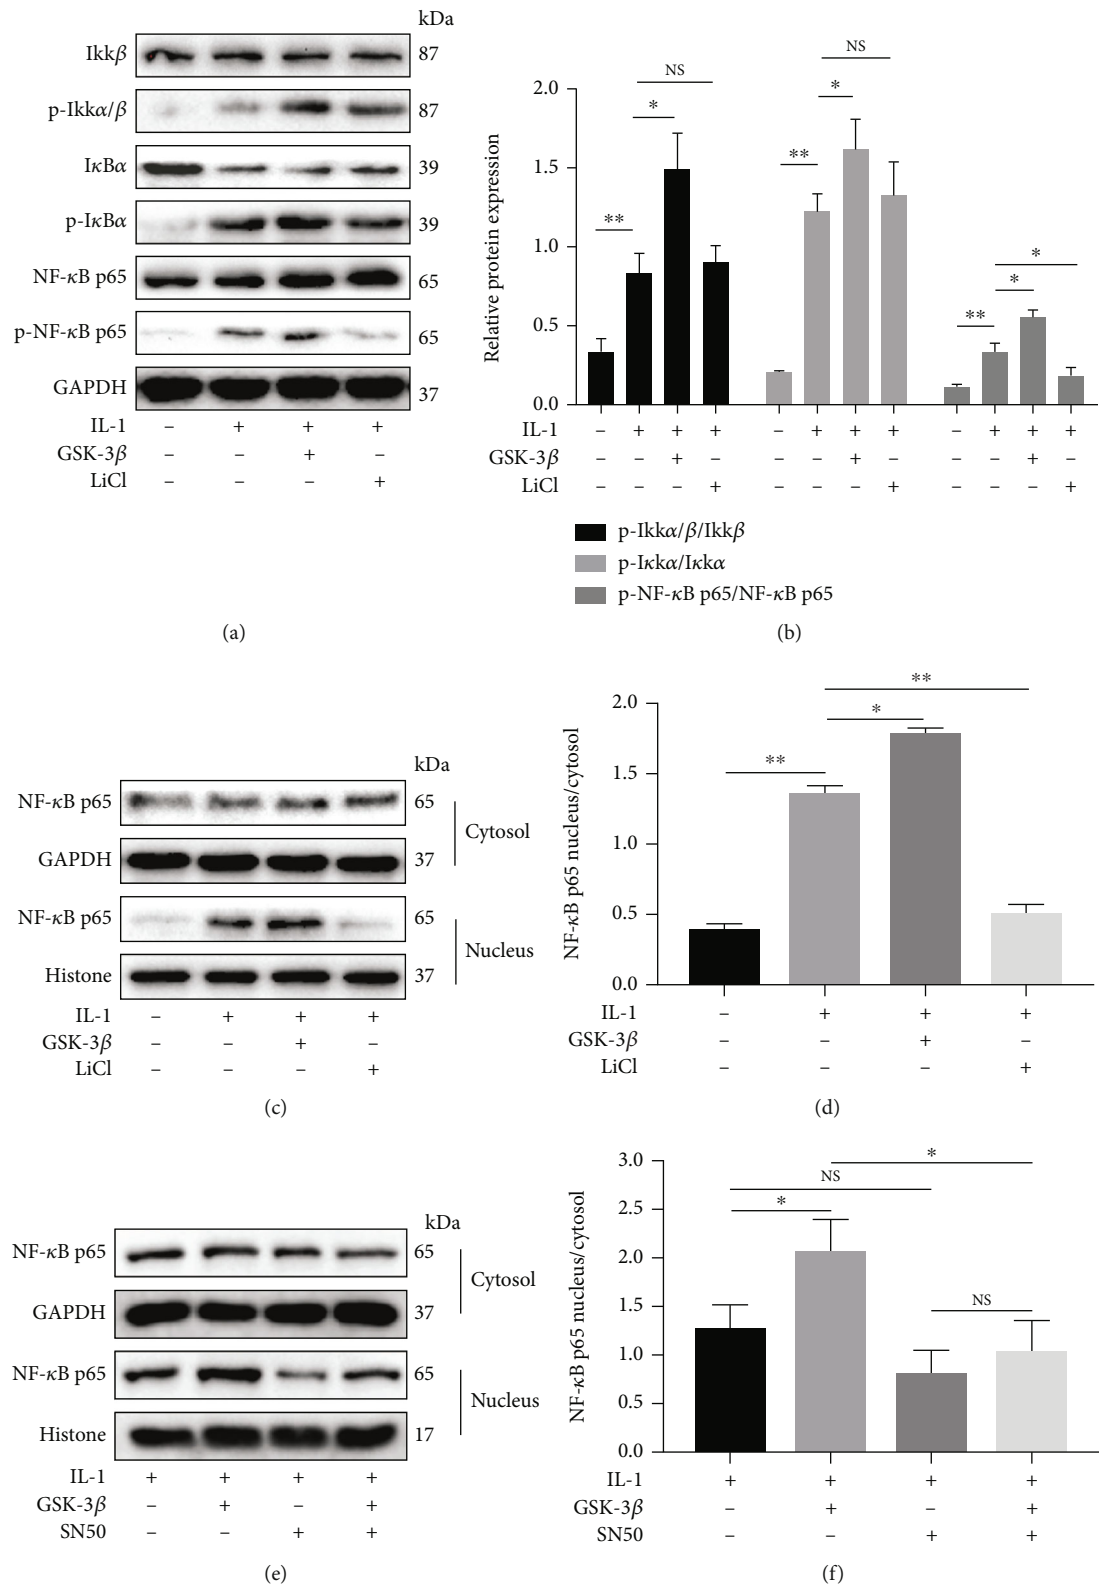 kDa
Ikkβ 87
p-Ikkα/β 87
IκBα 39
p-IκBα 39
NF-κB p65 65
p-NF-κB p65 65
GAPDH 37
IL-1 – + + +
GSK-3β – – + –
LiCl – – – +
(a)
Relative protein expression
2.0
1.5
1.0
0.5
0.0
** * NS
** * NS
** * *
IL-1 – + + + – + + + – + + +
GSK-3β – – + – – – + – – – + –
LiCl – – – + – – – + – – – +
p-Ikkα/β/Ikkβ
p-Iκkα/Iκkα
p-NF-κB p65/NF-κB p65
(b)
kDa
NF-κB p65 65
GAPDH 37
Cytosol
NF-κB p65 65
Histone 37
Nucleus
IL-1 – + + +
GSK-3β – – + –
LiCl – – – +
(c)
NF-κB p65 nucleus/cytosol
2.0
1.5
1.0
0.5
0.0
**
*
**
IL-1 – + + +
GSK-3β – – + –
LiCl – – – +
(d)
kDa
NF-κB p65 65
GAPDH 37
Cytosol
NF-κB p65 65
Histone 17
Nucleus
IL-1 + + + +
GSK-3β – + – +
SN50 – – + +
(e)
NF-κB p65 nucleus/cytosol
3.0
2.5
2.0
1.5
1.0
0.5
0.0
*
NS
*
NS
IL-1 + + + +
GSK-3β – + – +
SN50 – – + +
(f)